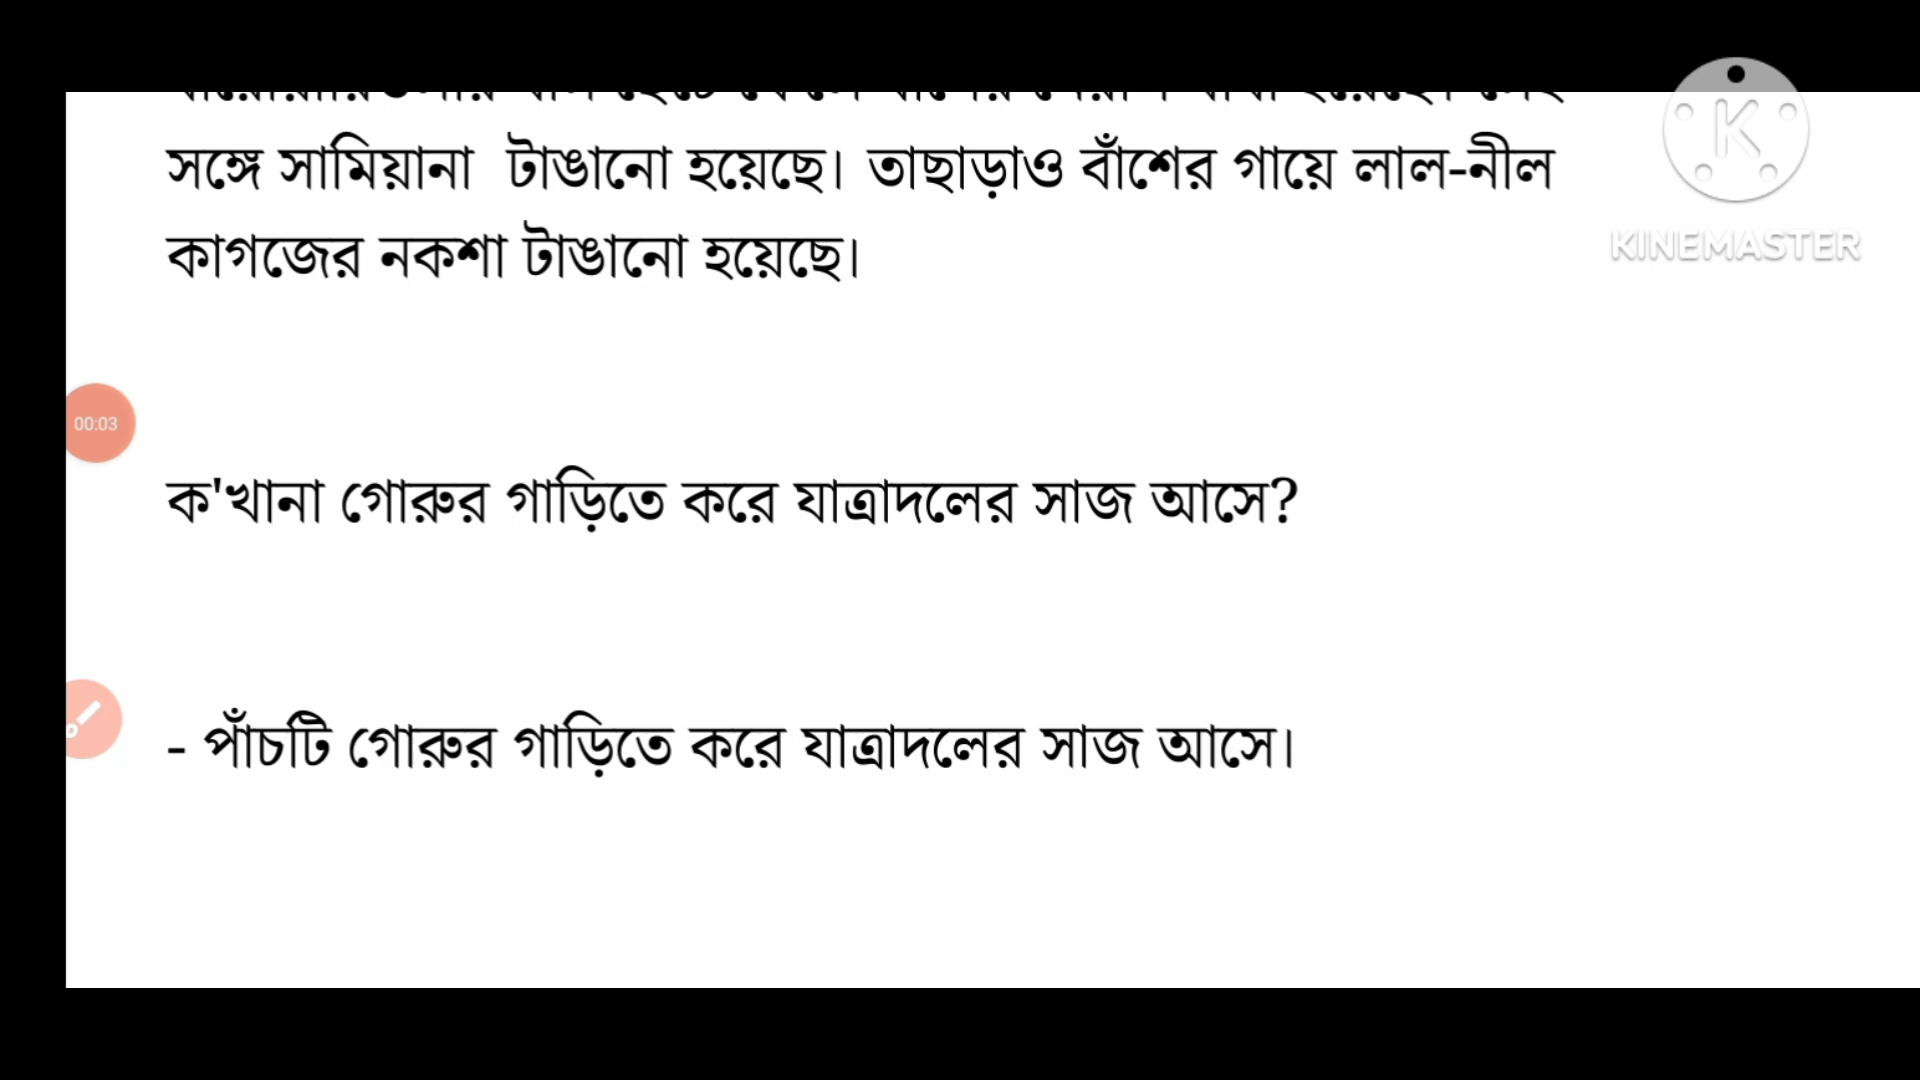 সঙ্গে সামিয়ানা টাঙানো হয়েছে। তাছাড়াও বাঁশের গায়ে লাল-নীল
কাগজের নকশা টাঙানো হয়েছে।
K
KINEMASTER
00:03
ক'খানা গোরুর গাড়িতে করে যাত্রাদলের সাজ আসে?
- পাঁচটি গোরুর গাড়িতে করে যাত্রাদলের সাজ আসে।